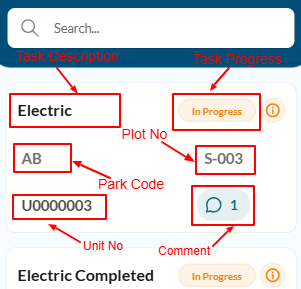 Search...
Task Description
Task Progress
Electric
In Progress
Plot No
AB
S-003
Park Code
U0000003
1
Unit No
Comment
Electric Completed
In Progress